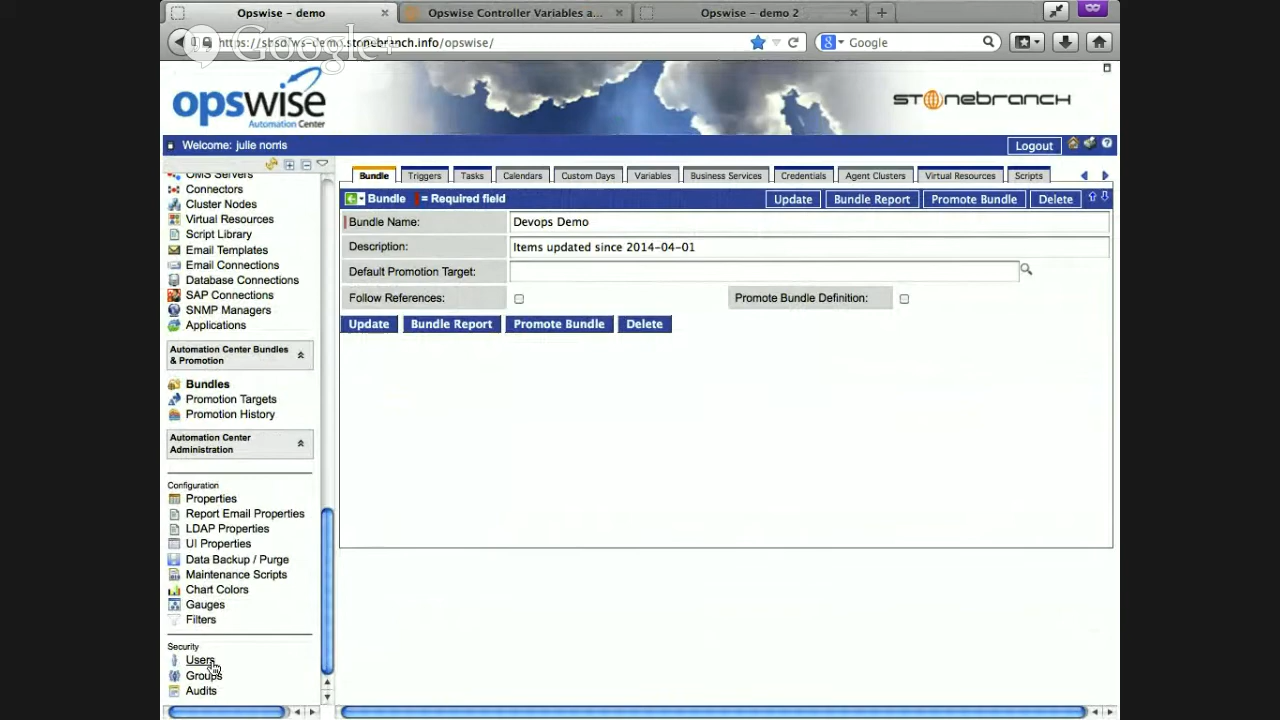 Opswise - demo
Opswise Controller Variables a...
Opswise - demo 2
stonebranch.info/opswise/
Google+
Google
opswise
Automation Center
STONEBRANCH
Welcome: julie norris
Logout
OMS Servers
Connectors
Cluster Nodes
Virtual Resources
Script Library
Email Templates
Email Connections
Database Connections
SAP Connections
SNMP Managers
Applications
Automation Center Bundles
& Promotion
Bundles
Promotion Targets
Promotion History
Automation Center
Administration
Configuration
Properties
Report Email Properties
LDAP Properties
UI Properties
Data Backup / Purge
Maintenance Scripts
Chart Colors
Gauges
Filters
Security
Users
Groups
Audits
Bundle Triggers Tasks Calendars Custom Days Variables Business Services Credentials Agent Clusters Virtual Resources Scripts
Bundle = Required field
Update Bundle Report Promote Bundle Delete
Bundle Name: Devops Demo
Description: Items updated since 2014-04-01
Default Promotion Target:
Follow References: Promote Bundle Definition:
Update Bundle Report Promote Bundle Delete